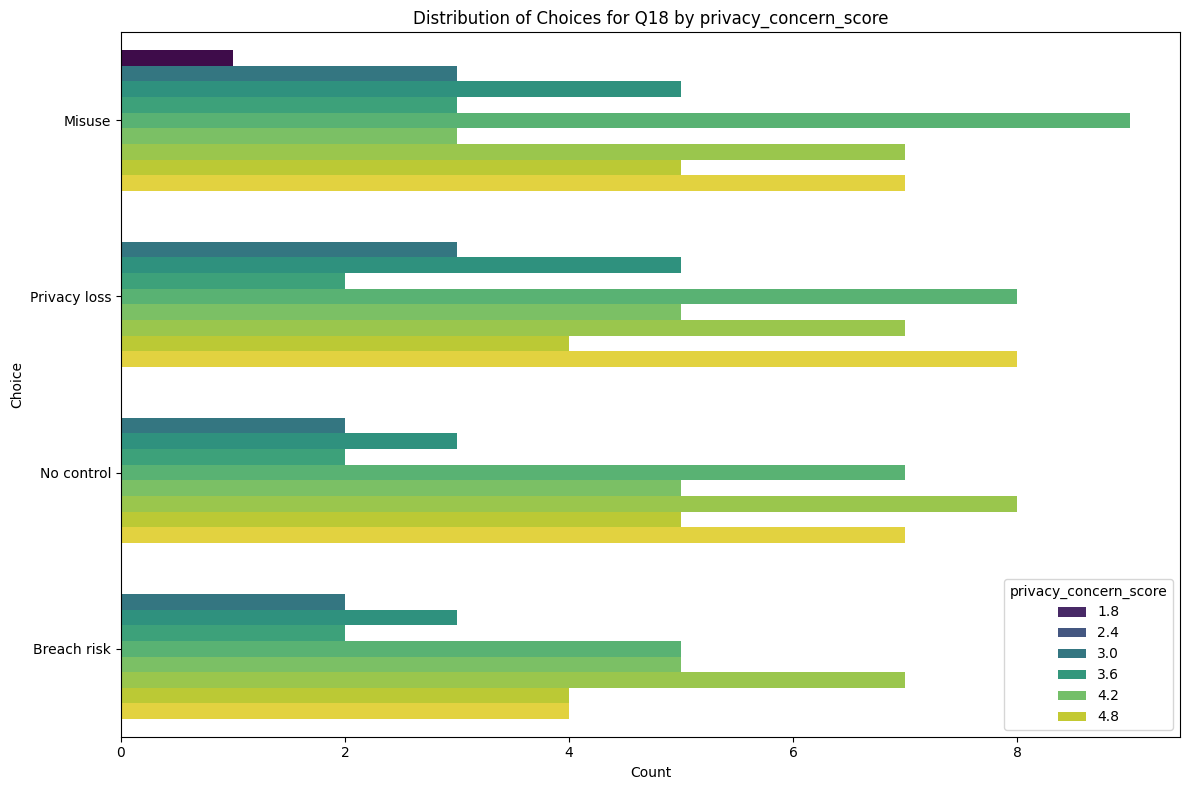 Distribution of Choices for Q18 by privacy_concern_score
Choice
Misuse
Privacy loss
No control
Breach risk
privacy_concern_score
1.8
2.4
3.0
3.6
4.2
4.8
0 2 4 6 8
Count